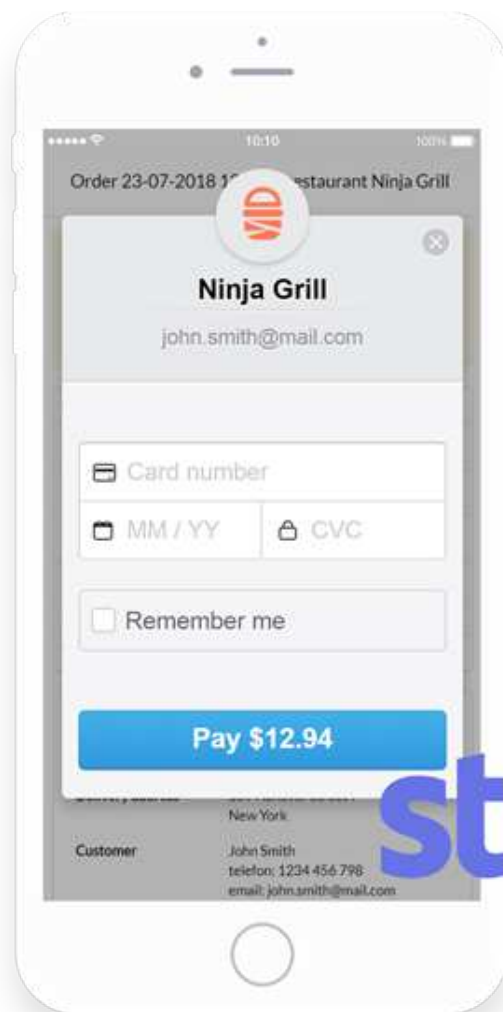 10:10 100%
Order 23-07-2018 1 estaurant Ninja Grill
Ninja Grill
john.smith@mail.com
Card number
MM / YY CVC
Remember me
Pay $12.94
New York
Customer John Smith
telefon: 1234 456 798
email: john.smith@mail.com
st